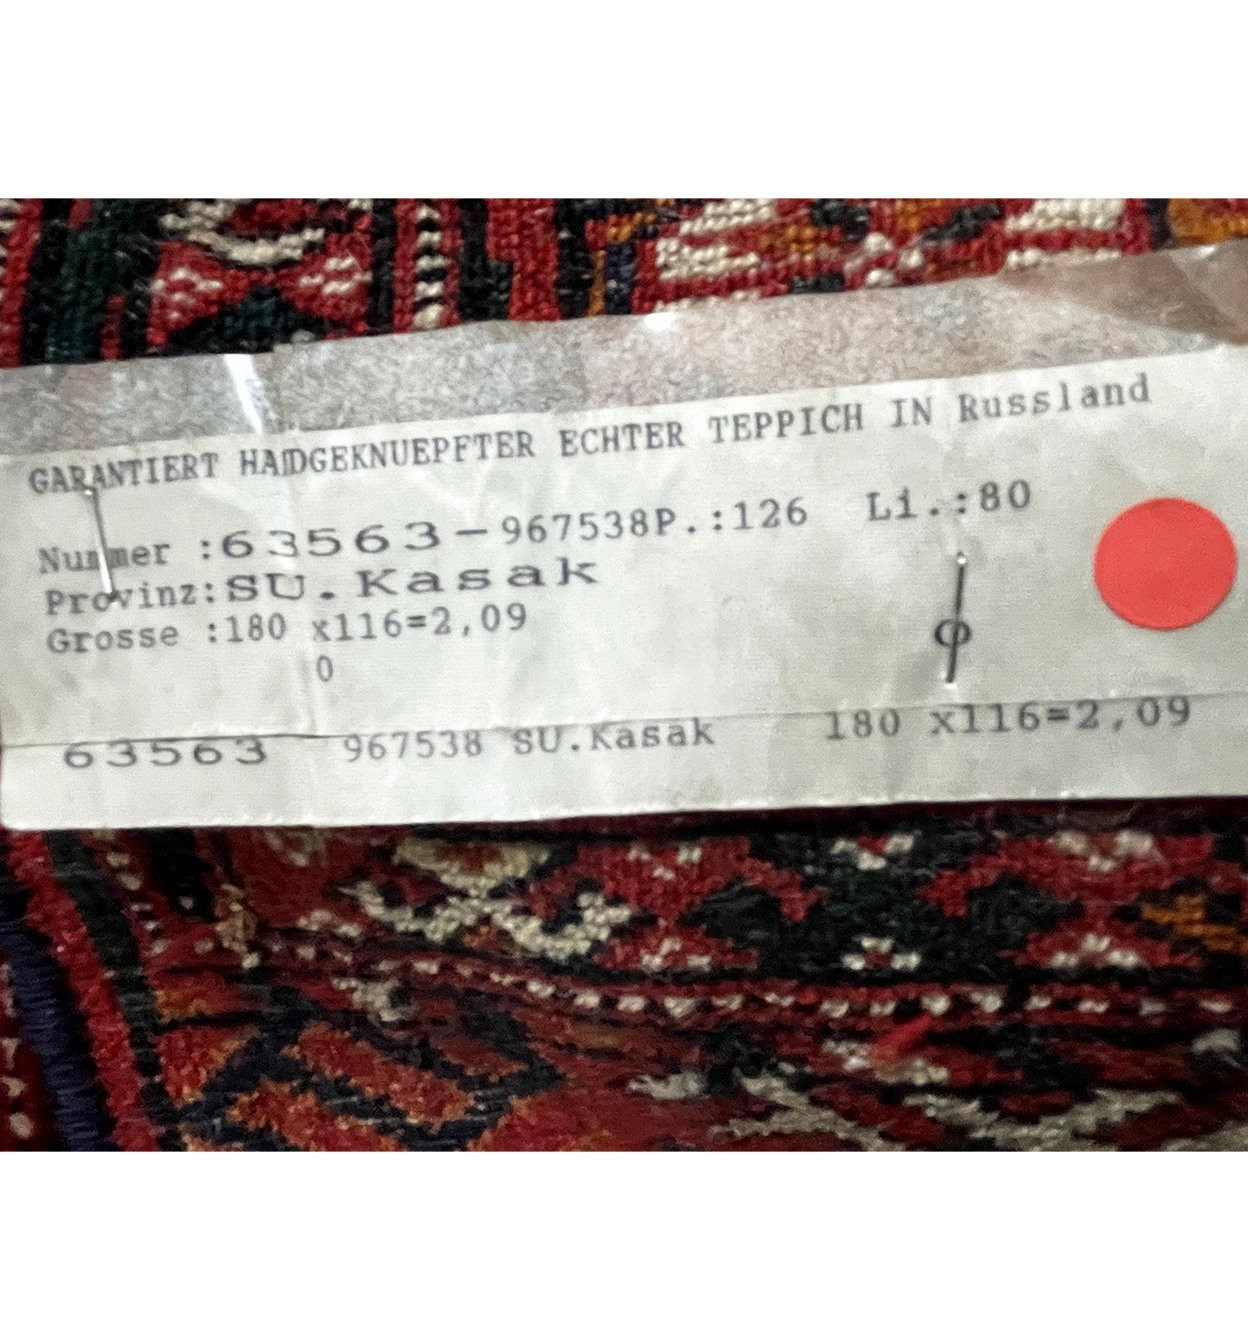 GARANTIERT HANDGEKNUEPFTER ECHTER TEPPICH IN Russland
Nummer :63563-967538P.:126 Li.:80
Provinz:SU.Kasak
Grosse :180 x116=2,09
0
φ
63563 967538 SU.Kasak 180 x116=2,09